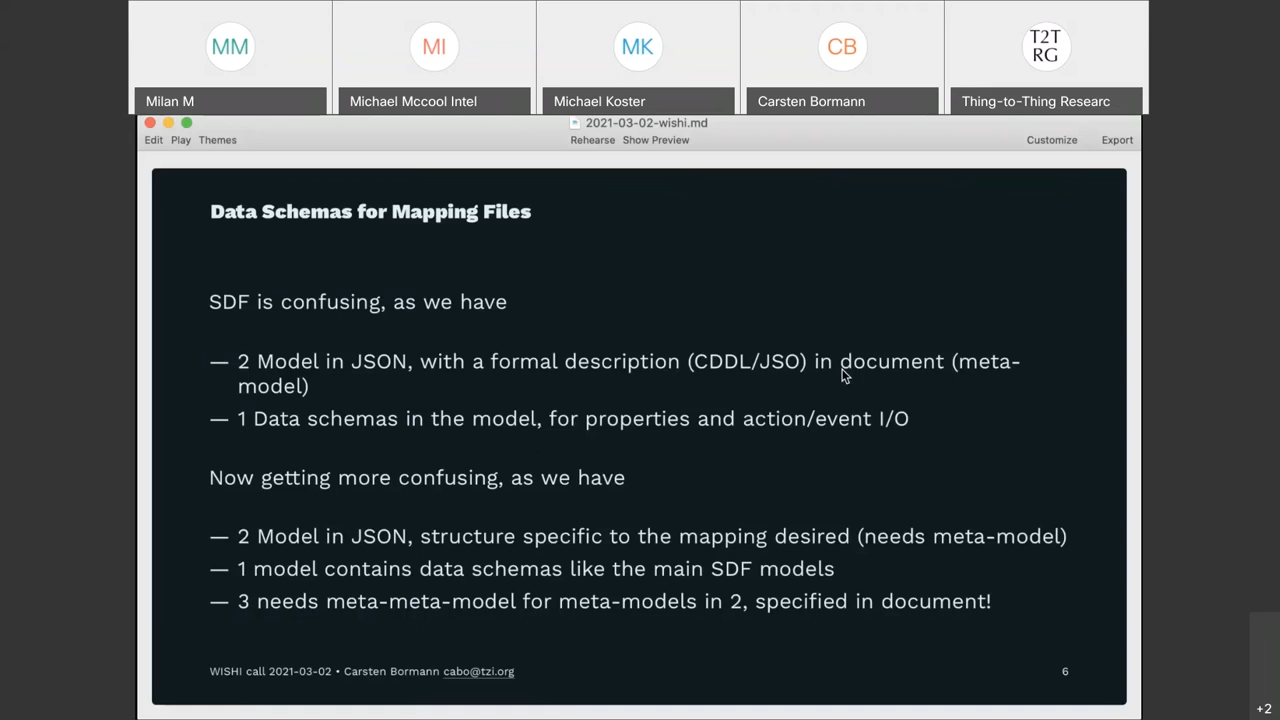 MM
MI
MK
CB
T2T
RG
Milan M
Michael Mccool Intel
Michael Koster
Carsten Bormann
Thing-to-Thing Researc
2021-03-02-wishi.md
Edit Play Themes
Rehearse Show Preview
Customize Export
Data Schemas for Mapping Files
SDF is confusing, as we have
— 2 Model in JSON, with a formal description (CDDL/JSO) in document (meta-
model)
— 1 Data schemas in the model, for properties and action/event I/O
Now getting more confusing, as we have
— 2 Model in JSON, structure specific to the mapping desired (needs meta-model)
— 1 model contains data schemas like the main SDF models
— 3 needs meta-meta-model for meta-models in 2, specified in document!
WISHI call 2021-03-02 • Carsten Bormann cabo@tzi.org
6
+2